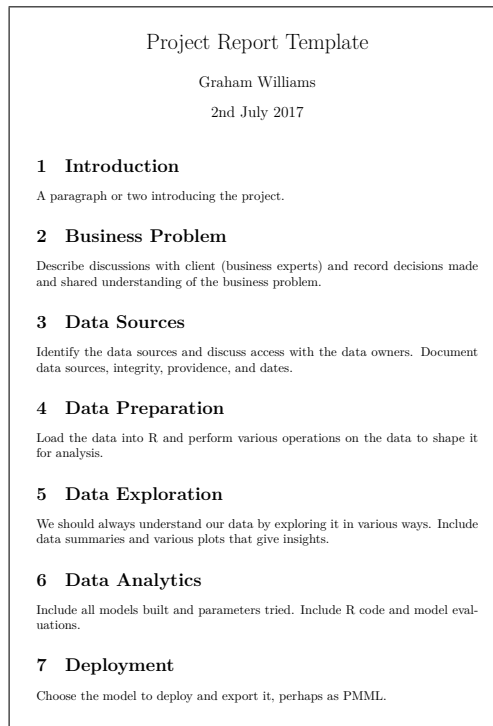 Project Report Template
Graham Williams
2nd July 2017
1 Introduction
A paragraph or two introducing the project.
2 Business Problem
Describe discussions with client (business experts) and record decisions made
and shared understanding of the business problem.
3 Data Sources
Identify the data sources and discuss access with the data owners. Document
data sources, integrity, providence, and dates.
4 Data Preparation
Load the data into R and perform various operations on the data to shape it
for analysis.
5 Data Exploration
We should always understand our data by exploring it in various ways. Include
data summaries and various plots that give insights.
6 Data Analytics
Include all models built and parameters tried. Include R code and model eval-
uations.
7 Deployment
Choose the model to deploy and export it, perhaps as PMML.